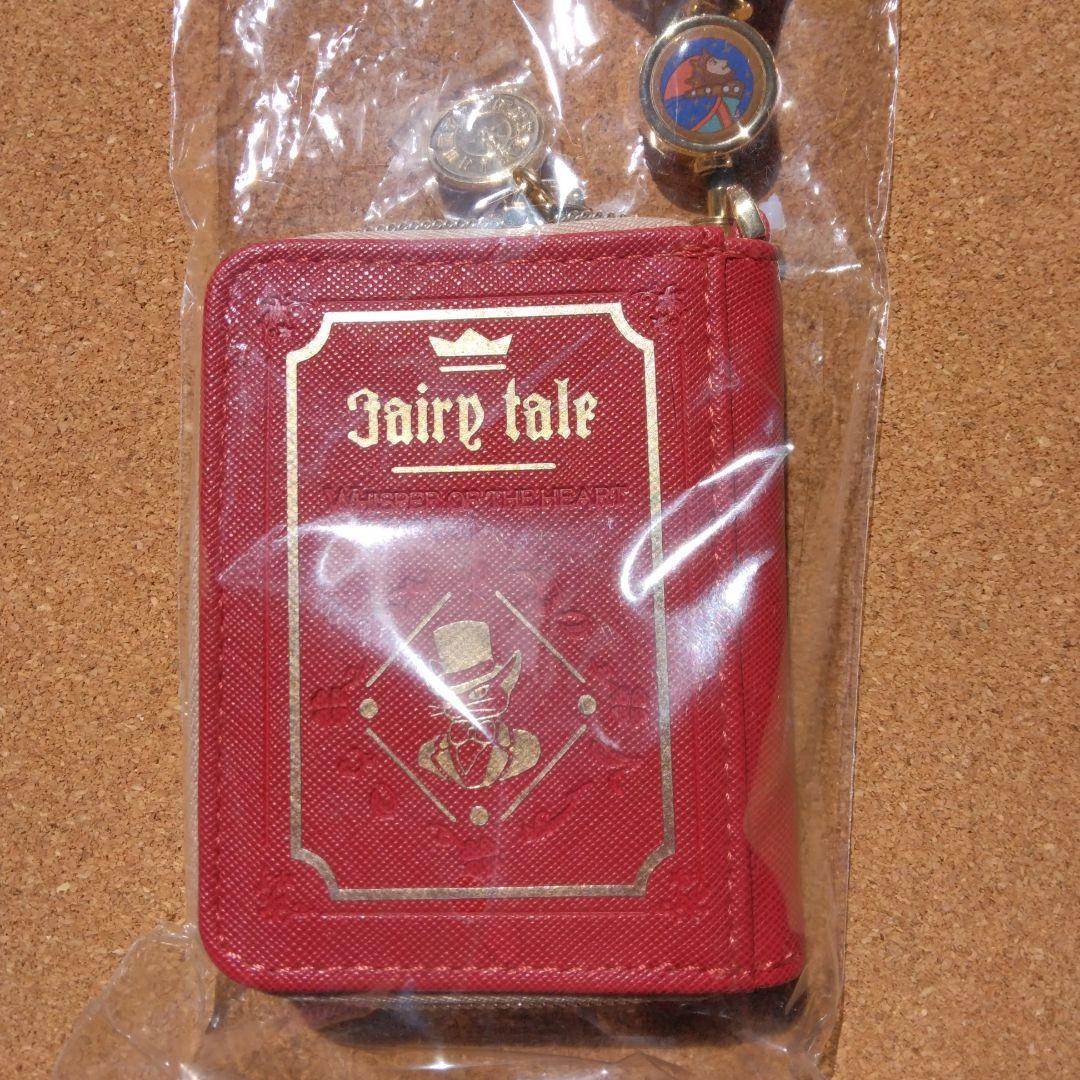 Fairy tale
WHISPER OF THE HEART